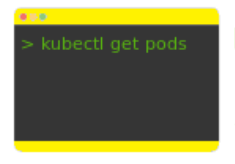 > kubectl get pods